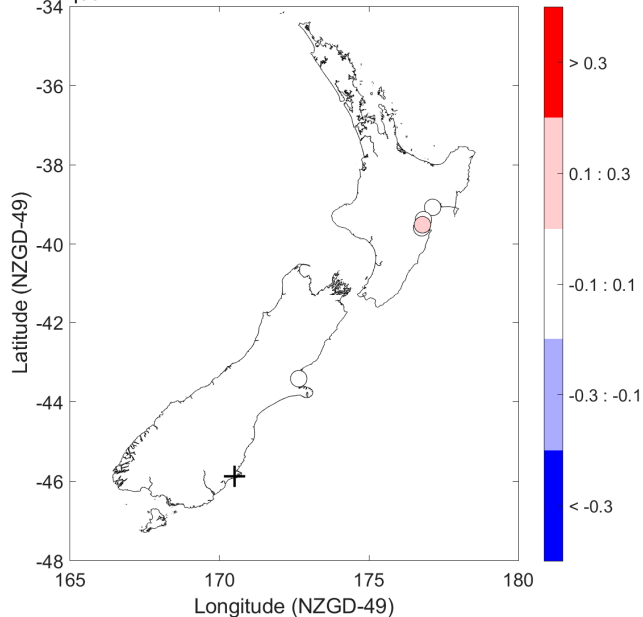 -34
-36
-38
-40
-42
-44
-46
-48
165
170
175
180
Latitude (NZGD-49)
Longitude (NZGD-49)
> 0.3
0.1 : 0.3
-0.1 : 0.1
-0.3 : -0.1
< -0.3